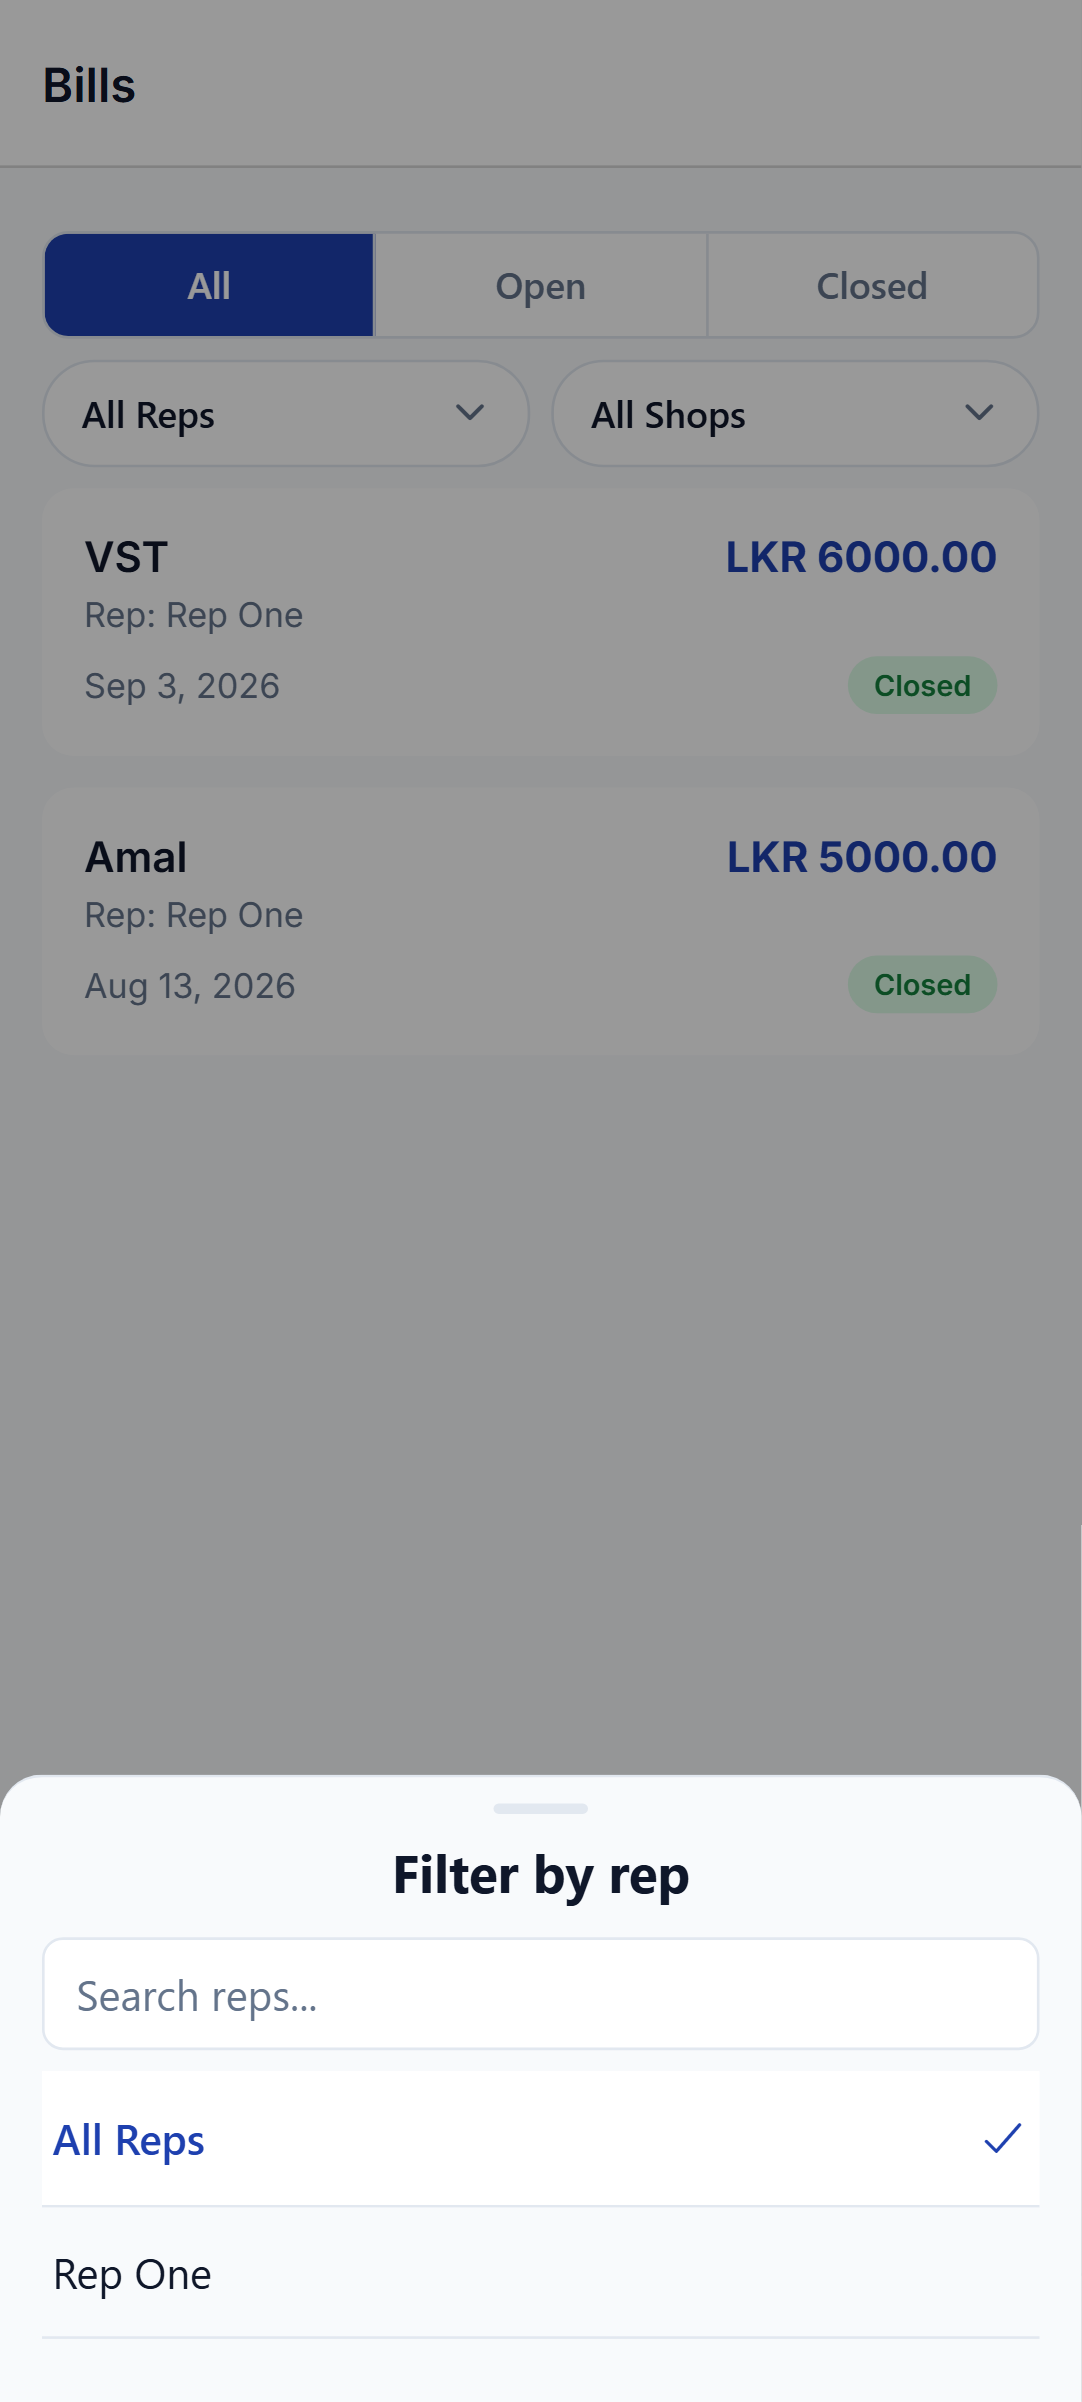 Bills
All
Open
Closed
All Reps
All Shops
VST
LKR 6000.00
Rep: Rep One
Sep 3, 2026
Closed
Amal
LKR 5000.00
Rep: Rep One
Aug 13, 2026
Closed
Filter by rep
Search reps...
All Reps
Rep One